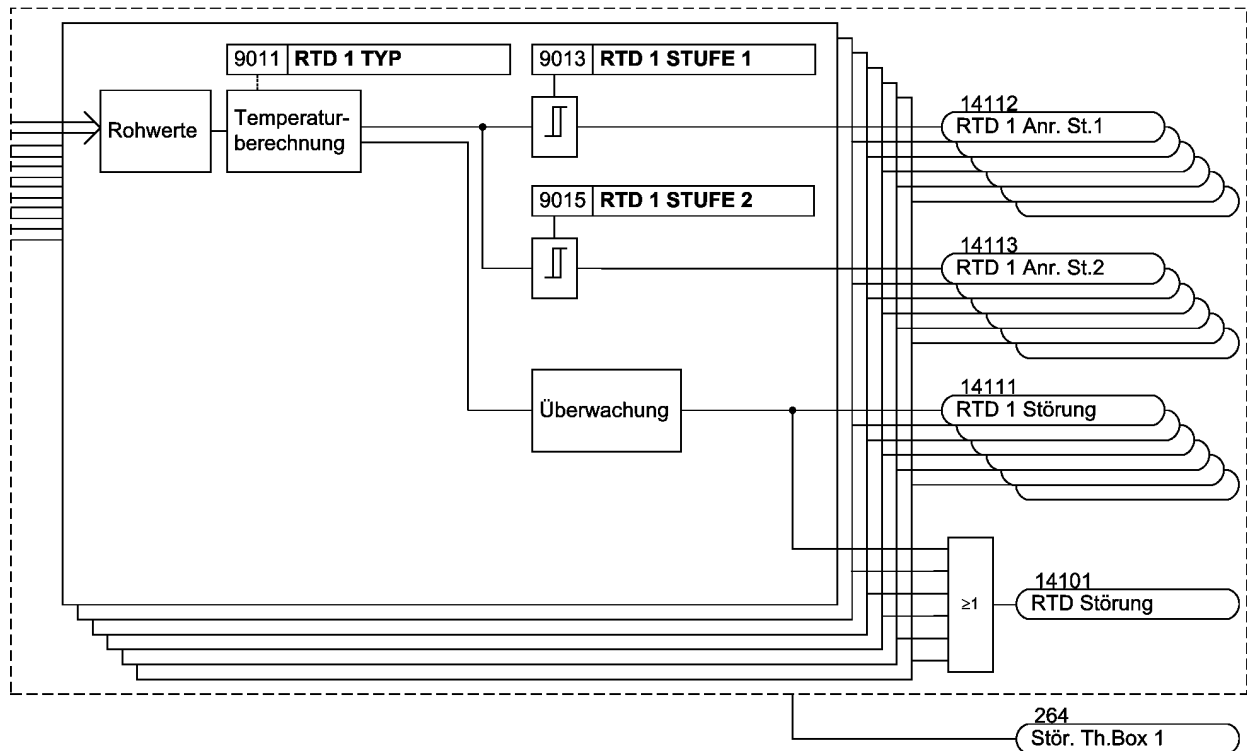 9011 RTD 1 TYP
9013 RTD 1 STUFE 1
Rohwerte
Temperatur-
berechnung
14112
RTD 1 Anr. St.1
9015 RTD 1 STUFE 2
14113
RTD 1 Anr. St.2
Überwachung
14111
RTD 1 Störung
≥1
14101
RTD Störung
264
Stör. Th.Box 1